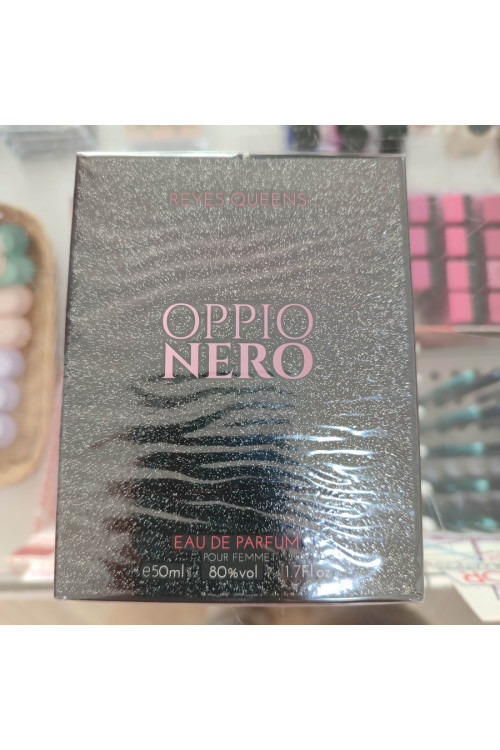 REYES QUEENS
OPPIO
NERO
EAU DE PARFUM
POUR FEMME
e50ml 80%vol 1.7Fl oz